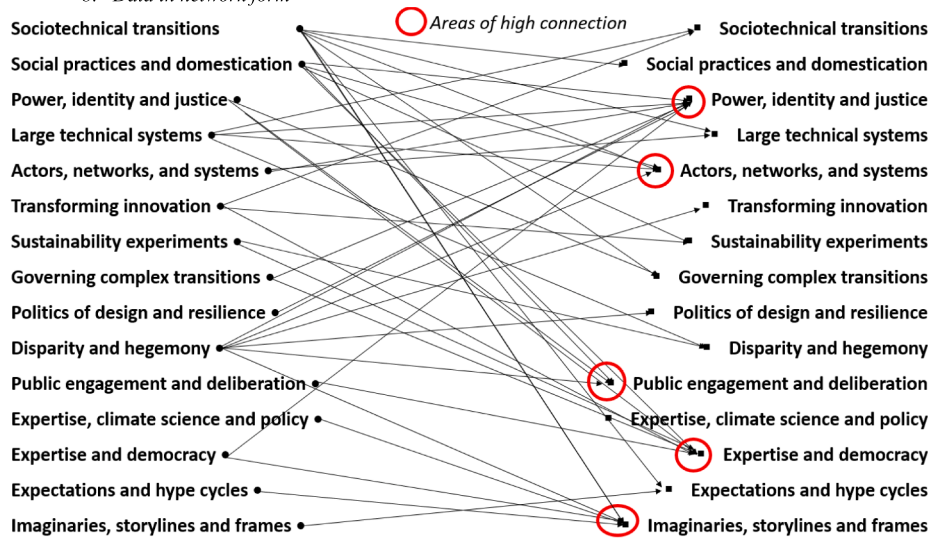 b. Data in network form
Areas of high connection
Sociotechnical transitions Sociotechnical transitions
Social practices and domestication Social practices and domestication
Power, identity and justice Power, identity and justice
Large technical systems Large technical systems
Actors, networks, and systems Actors, networks, and systems
Transforming innovation Transforming innovation
Sustainability experiments Sustainability experiments
Governing complex transitions Governing complex transitions
Politics of design and resilience Politics of design and resilience
Disparity and hegemony Disparity and hegemony
Public engagement and deliberation Public engagement and deliberation
Expertise, climate science and policy Expertise, climate science and policy
Expertise and democracy Expertise and democracy
Expectations and hype cycles Expectations and hype cycles
Imaginaries, storylines and frames Imaginaries, storylines and frames